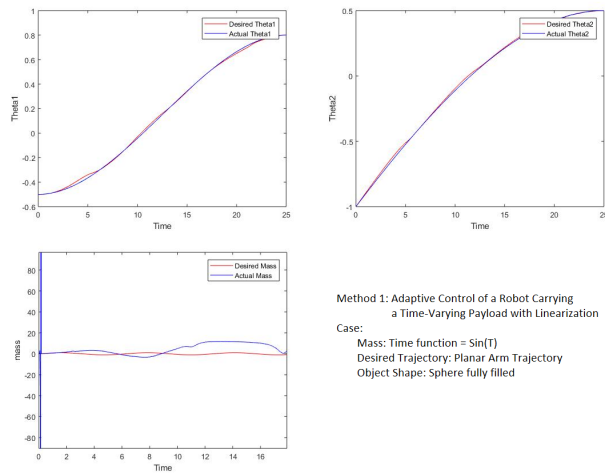 1
0.8
0.6
0.4
0.2
0
-0.2
-0.4
-0.6
0 5 10 15 20 25
Time
Theta1
Desired Theta1
Actual Theta1
0.5
0
-0.5
-1
0 5 10 15 20 25
Time
Theta2
Desired Theta2
Actual Theta2
80
60
40
20
0
-20
-40
-60
-80
0 2 4 6 8 10 12 14 16
Time
mass
Desired Mass
Actual Mass
Method 1: Adaptive Control of a Robot Carrying
a Time-Varying Payload with Linearization
Case:
Mass: Time function = Sin(T)
Desired Trajectory: Planar Arm Trajectory
Object Shape: Sphere fully filled